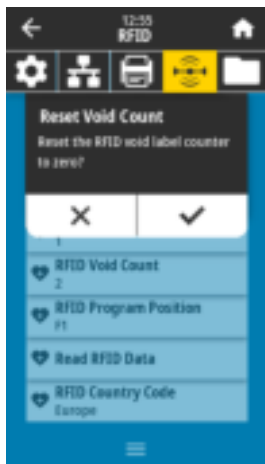 12:55
RFID
Reset Void Count
Reset the RFID void label counter
to zero?
1
RFID Void Count
2
RFID Program Position
F1
Read RFID Data
RFID Country Code
Europe